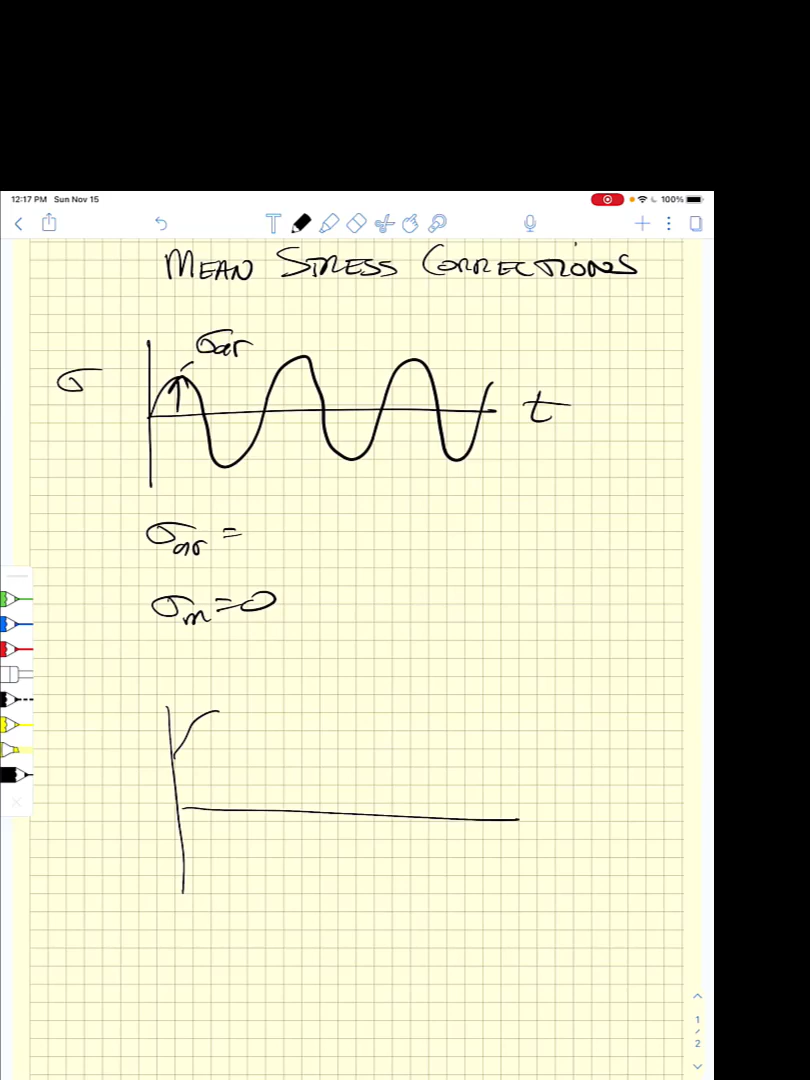 12:17 PM Sun Nov 15
100%
T
MEAN STRESS CORRECTIONS
σar
σ
t
σar =
σm = 0
1
/
2